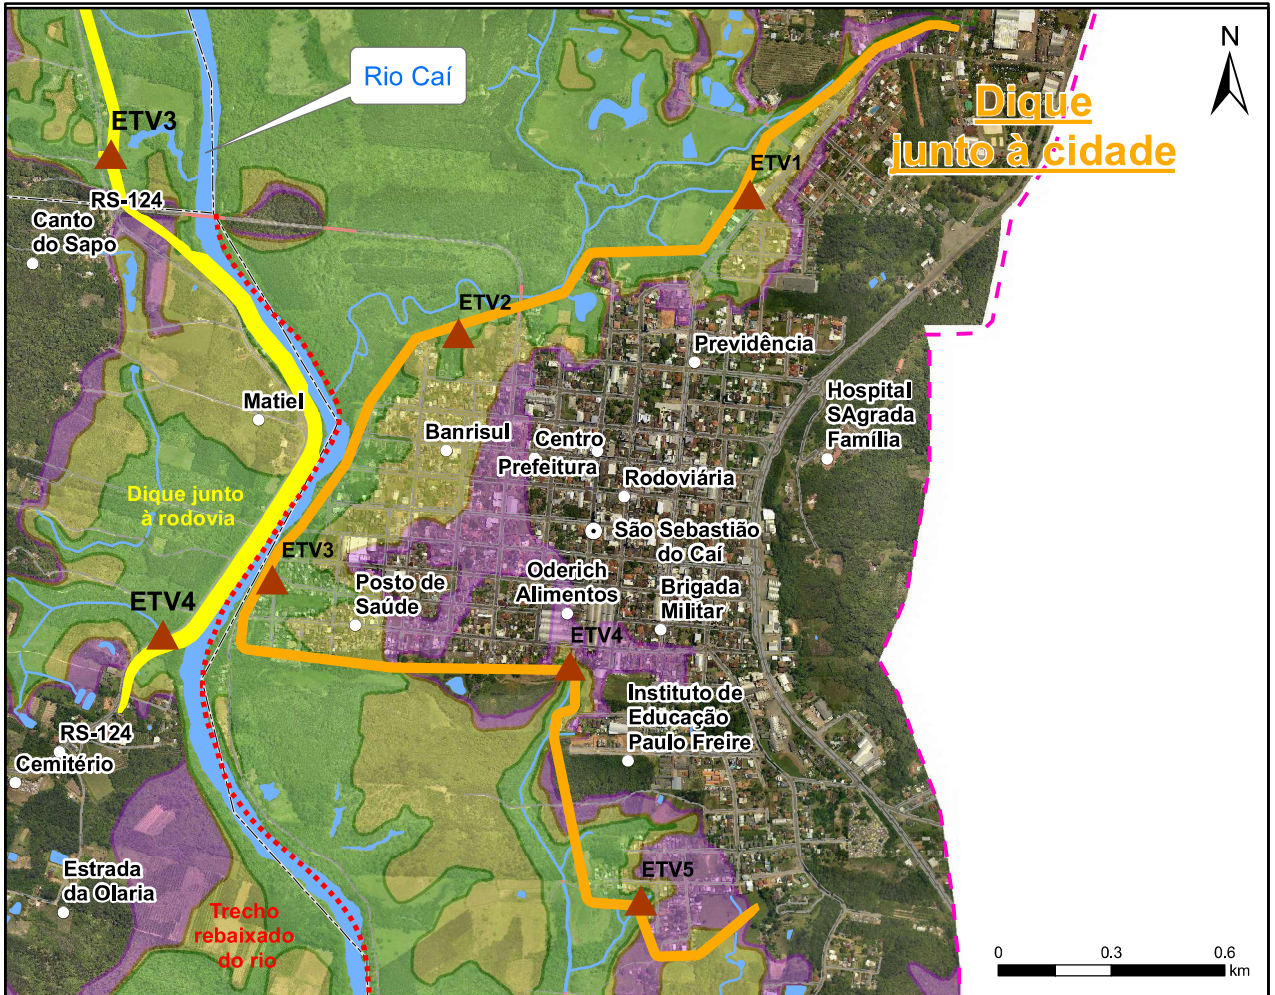 N
Rio Caí
Dique
junto à cidade
ETV3
ETV1
RS-124
Canto
do Sapo
ETV2
Previdência
Matiel
Hospital
SAgrada
Família
Banrisul
Centro
Prefeitura
Rodoviária
Dique junto
à rodovia
São Sebastião
do Caí
ETV3
Posto de
Saúde
Oderich
Alimentos
Brigada
Militar
ETV4
ETV4
Instituto de
Educação
Paulo Freire
RS-124
Cemitério
Estrada
da Olaria
ETV5
Trecho
rebaixado
do rio
0 0.3 0.6
km